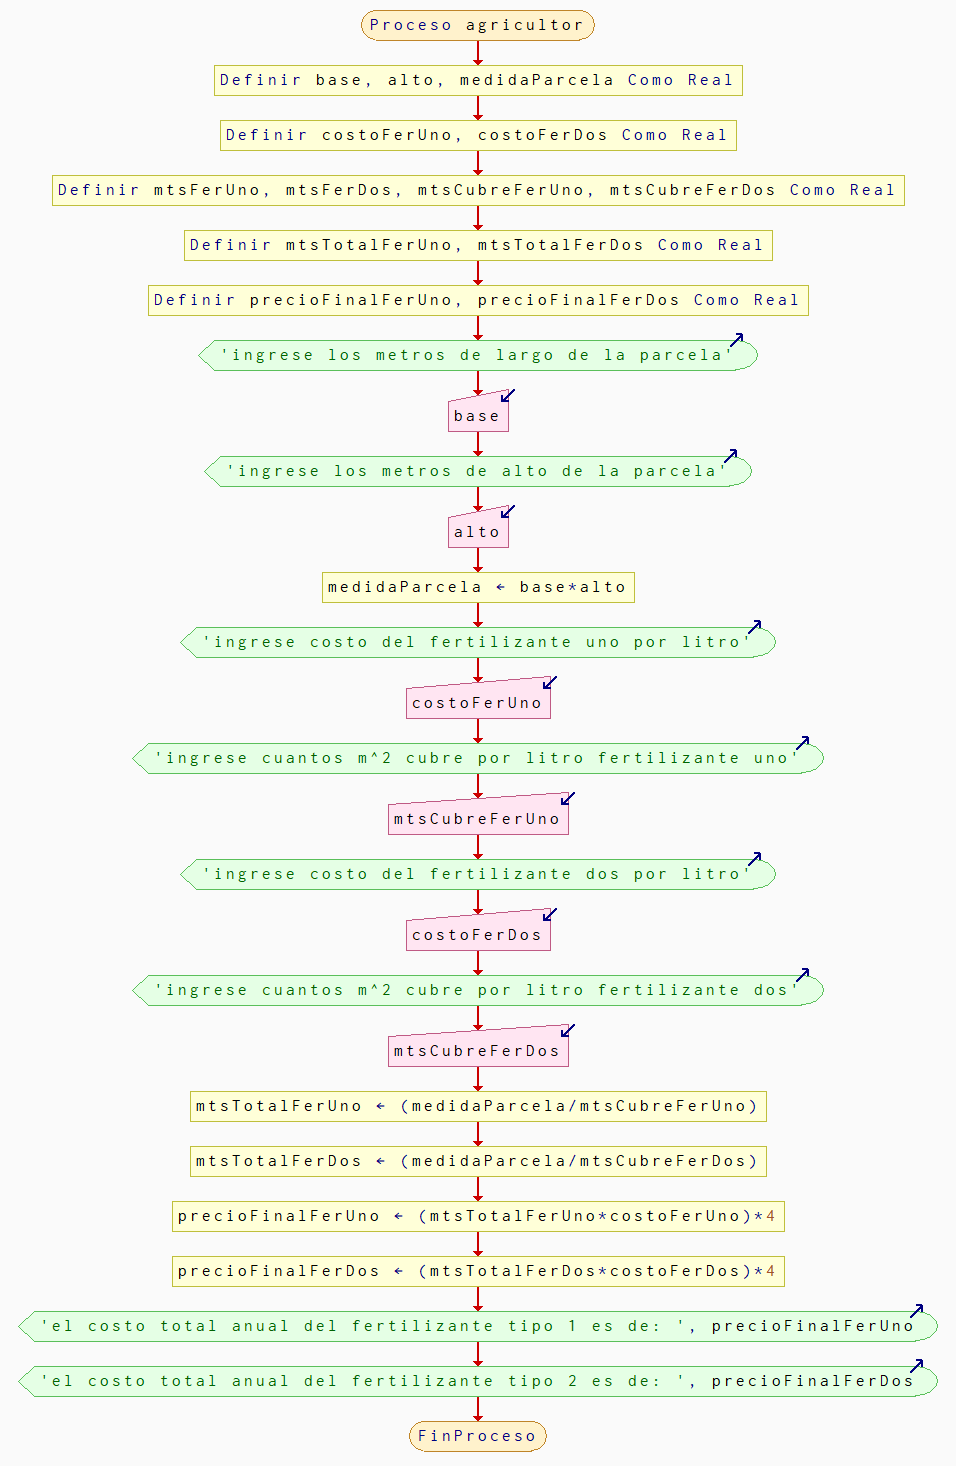 Proceso agricultor
Definir base, alto, medidaParcela Como Real
Definir costoFerUno, costoFerDos Como Real
Definir mtsFerUno, mtsFerDos, mtsCubreFerUno, mtsCubreFerDos Como Real
Definir mtsTotalFerUno, mtsTotalFerDos Como Real
Definir precioFinalFerUno, precioFinalFerDos Como Real
'ingrese los metros de largo de la parcela'
base
'ingrese los metros de alto de la parcela'
alto
medidaParcela ← base*alto
'ingrese costo del fertilizante uno por litro'
costoFerUno
'ingrese cuantos m^2 cubre por litro fertilizante uno'
mtsCubreFerUno
'ingrese costo del fertilizante dos por litro'
costoFerDos
'ingrese cuantos m^2 cubre por litro fertilizante dos'
mtsCubreFerDos
mtsTotalFerUno ← (medidaParcela/mtsCubreFerUno)
mtsTotalFerDos ← (medidaParcela/mtsCubreFerDos)
precioFinalFerUno ← (mtsTotalFerUno*costoFerUno)*4
precioFinalFerDos ← (mtsTotalFerDos*costoFerDos)*4
'el costo total anual del fertilizante tipo 1 es de: ', precioFinalFerUno
'el costo total anual del fertilizante tipo 2 es de: ', precioFinalFerDos
FinProceso